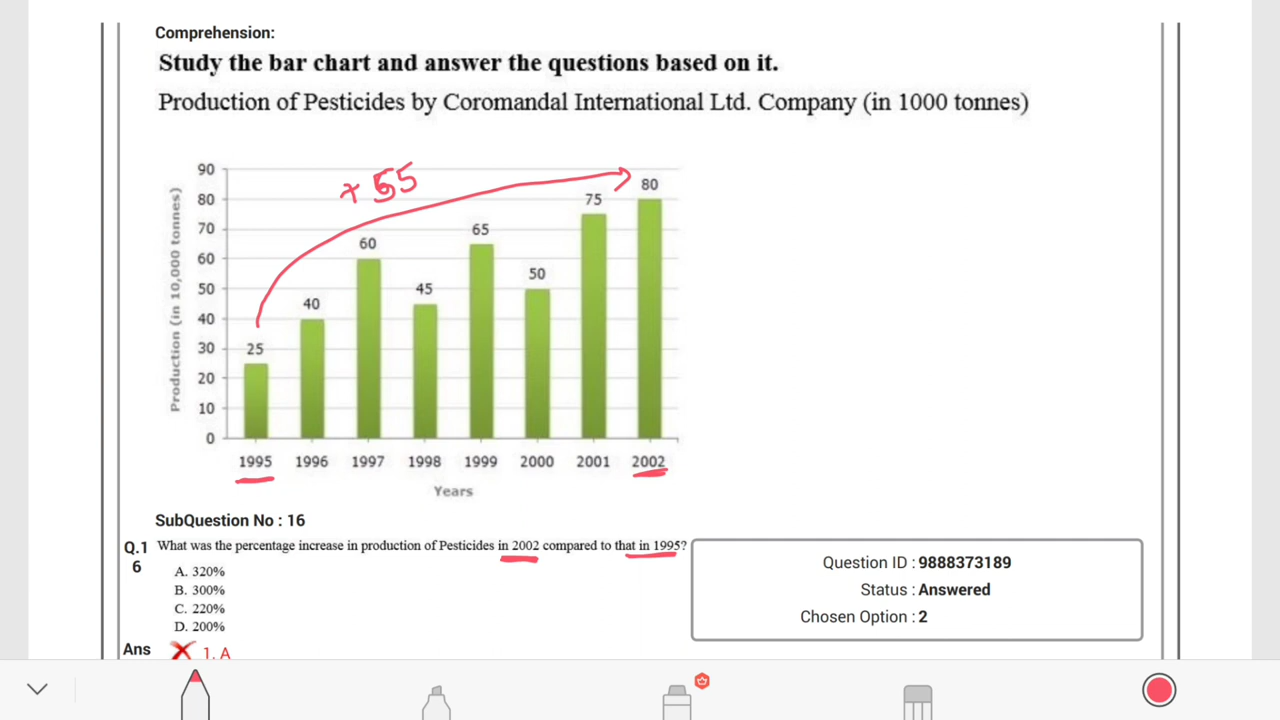 Comprehension:
Study the bar chart and answer the questions based on it.
Production of Pesticides by Coromandal International Ltd. Company (in 1000 tonnes)
+ 55
Production (in 10,000 tonnes)
90
80
70
60
50
40
30
20
10
0
25
40
60
45
65
50
75
80
1995 1996 1997 1998 1999 2000 2001 2002
Years
SubQuestion No : 16
Q.1 What was the percentage increase in production of Pesticides in 2002 compared to that in 1995?
6
A. 320%
B. 300%
C. 220%
D. 200%
Question ID : 9888373189
Status : Answered
Chosen Option : 2
Ans 1. A